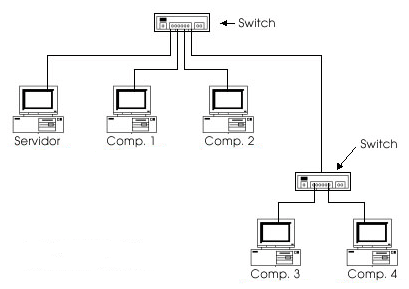 Switch
Servidor
Comp. 1
Comp. 2
Switch
Comp. 3
Comp. 4